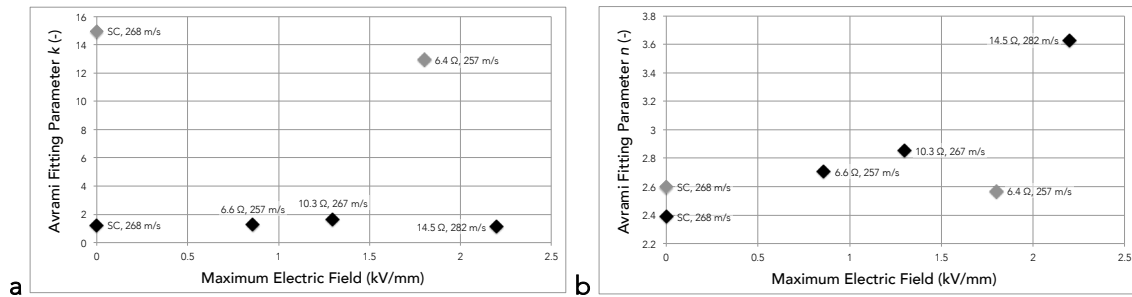 Avrami Fitting Parameter k (-)
16
14
12
10
8
6
4
2
0
SC, 268 m/s
6.4 Ω, 257 m/s
6.6 Ω, 257 m/s
10.3 Ω, 267 m/s
SC, 268 m/s
14.5 Ω, 282 m/s
0
0.5
1
1.5
2
2.5
Maximum Electric Field (kV/mm)
a
Avrami Fitting Parameter n (-)
3.8
3.6
3.4
3.2
3
2.8
2.6
2.4
2.2
14.5 Ω, 282 m/s
10.3 Ω, 267 m/s
6.6 Ω, 257 m/s
SC, 268 m/s
6.4 Ω, 257 m/s
SC, 268 m/s
0
0.5
1
1.5
2
2.5
Maximum Electric Field (kV/mm)
b